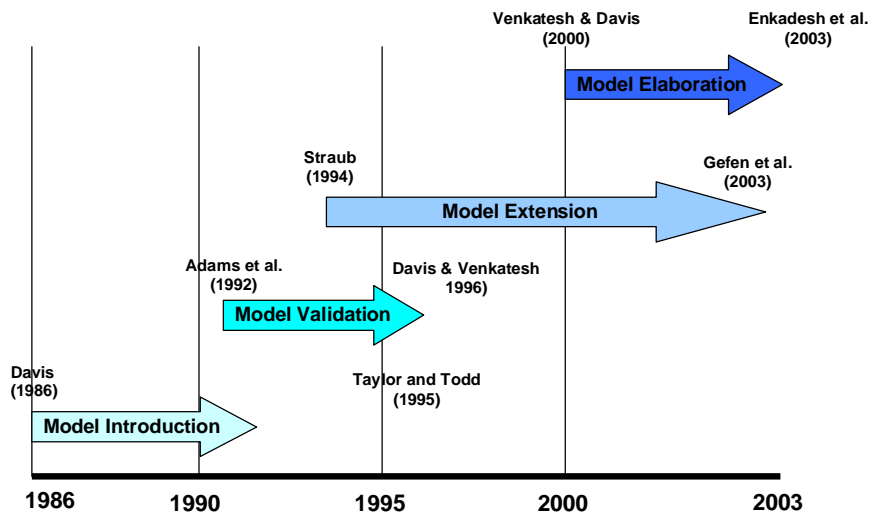 Venkatesh & Davis
(2000)
Enkadesh et al.
(2003)
Model Elaboration
Straub
(1994)
Gefen et al.
(2003)
Model Extension
Adams et al.
(1992)
Davis & Venkatesh
1996)
Model Validation
Davis
(1986)
Taylor and Todd
(1995)
Model Introduction
1986
1990
1995
2000
2003